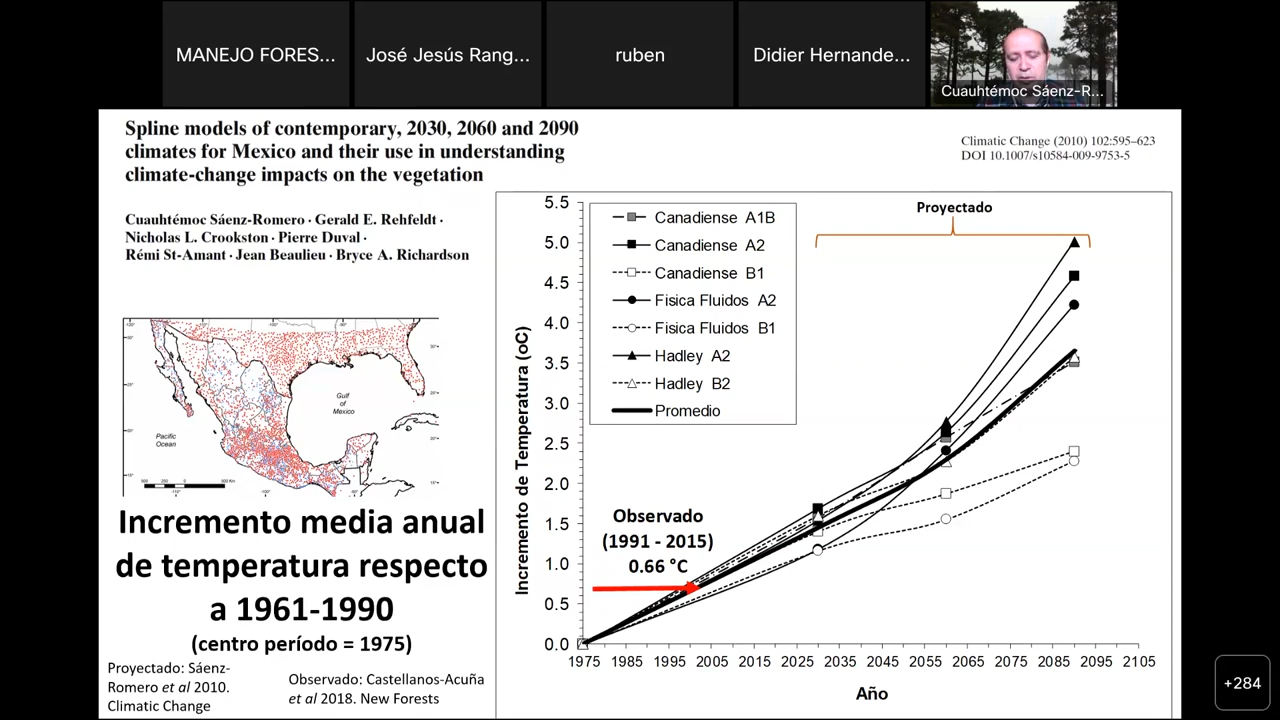 MANEJO FORES...
José Jesús Rang...
ruben
Didier Hernande...
Cuauhtémoc Sáenz-R...
Spline models of contemporary, 2030, 2060 and 2090
climates for Mexico and their use in understanding
climate-change impacts on the vegetation
Climatic Change (2010) 102:595–623
DOI 10.1007/s10584-009-9753-5
Cuauhtémoc Sáenz-Romero · Gerald E. Rehfeldt ·
Nicholas L. Crookston · Pierre Duval ·
Rémi St-Amant · Jean Beaulieu · Bryce A. Richardson
Gulf
of
Mexico
Pacific
Ocean
Incremento media anual
de temperatura respecto
a 1961-1990
(centro período = 1975)
Proyectado: Sáenz-
Romero et al 2010.
Climatic Change
Observado: Castellanos-Acuña
et al 2018. New Forests
Incremento de Temperatura (oC)
5.5
5.0
4.5
4.0
3.5
3.0
2.5
2.0
1.5
1.0
0.5
0.0
Canadiense A1B
Canadiense A2
Canadiense B1
Fisica Fluidos A2
Fisica Fluidos B1
Hadley A2
Hadley B2
Promedio
Proyectado
Observado
(1991 - 2015)
0.66 °C
1975 1985 1995 2005 2015 2025 2035 2045 2055 2065 2075 2085 2095 2105
Año
+284